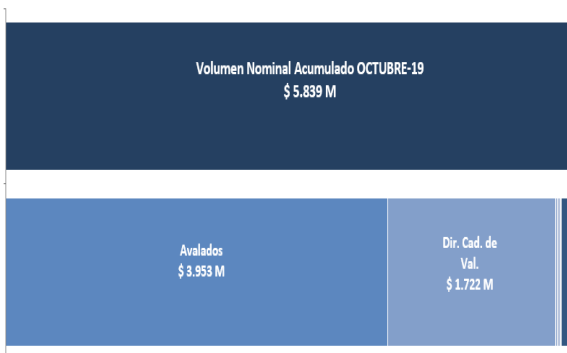 Volumen Nominal Acumulado OCTUBRE-19
$ 5.839 M
Avalados
$ 3.953 M
Dir. Cad. de
Val.
$ 1.722 M